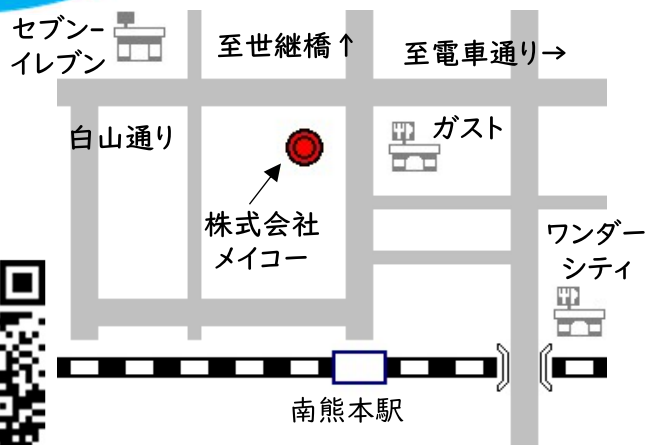 セブン-
イレブン
至世継橋↑
至電車通り→
白山通り
ガスト
株式会社
メイコー
ワンダー
シティ
南熊本駅